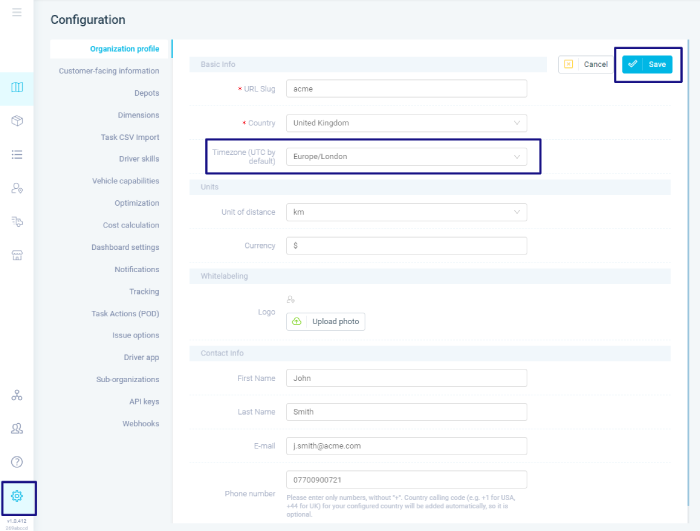 Configuration
Organization profile
Customer-facing information
Depots
Dimensions
Task CSV Import
Driver skills
Vehicle capabilities
Optimization
Cost calculation
Dashboard settings
Notifications
Tracking
Task Actions (POD)
Issue options
Driver app
Sub-organizations
API keys
Webhooks
Basic Info
Cancel
Save
* URL Slug
acme
* Country
United Kingdom
Timezone (UTC by
default)
Europe/London
Units
Unit of distance
km
Currency
$
Whitelabeling
Logo
Upload photo
Contact Info
First Name
John
Last Name
Smith
E-mail
j.smith@acme.com
Phone number
07700900721
Please enter only numbers, without "+". Country calling code (e.g. +1 for USA,
+44 for UK) for your configured country will be added automatically, so it is
optional.
v1.0.412